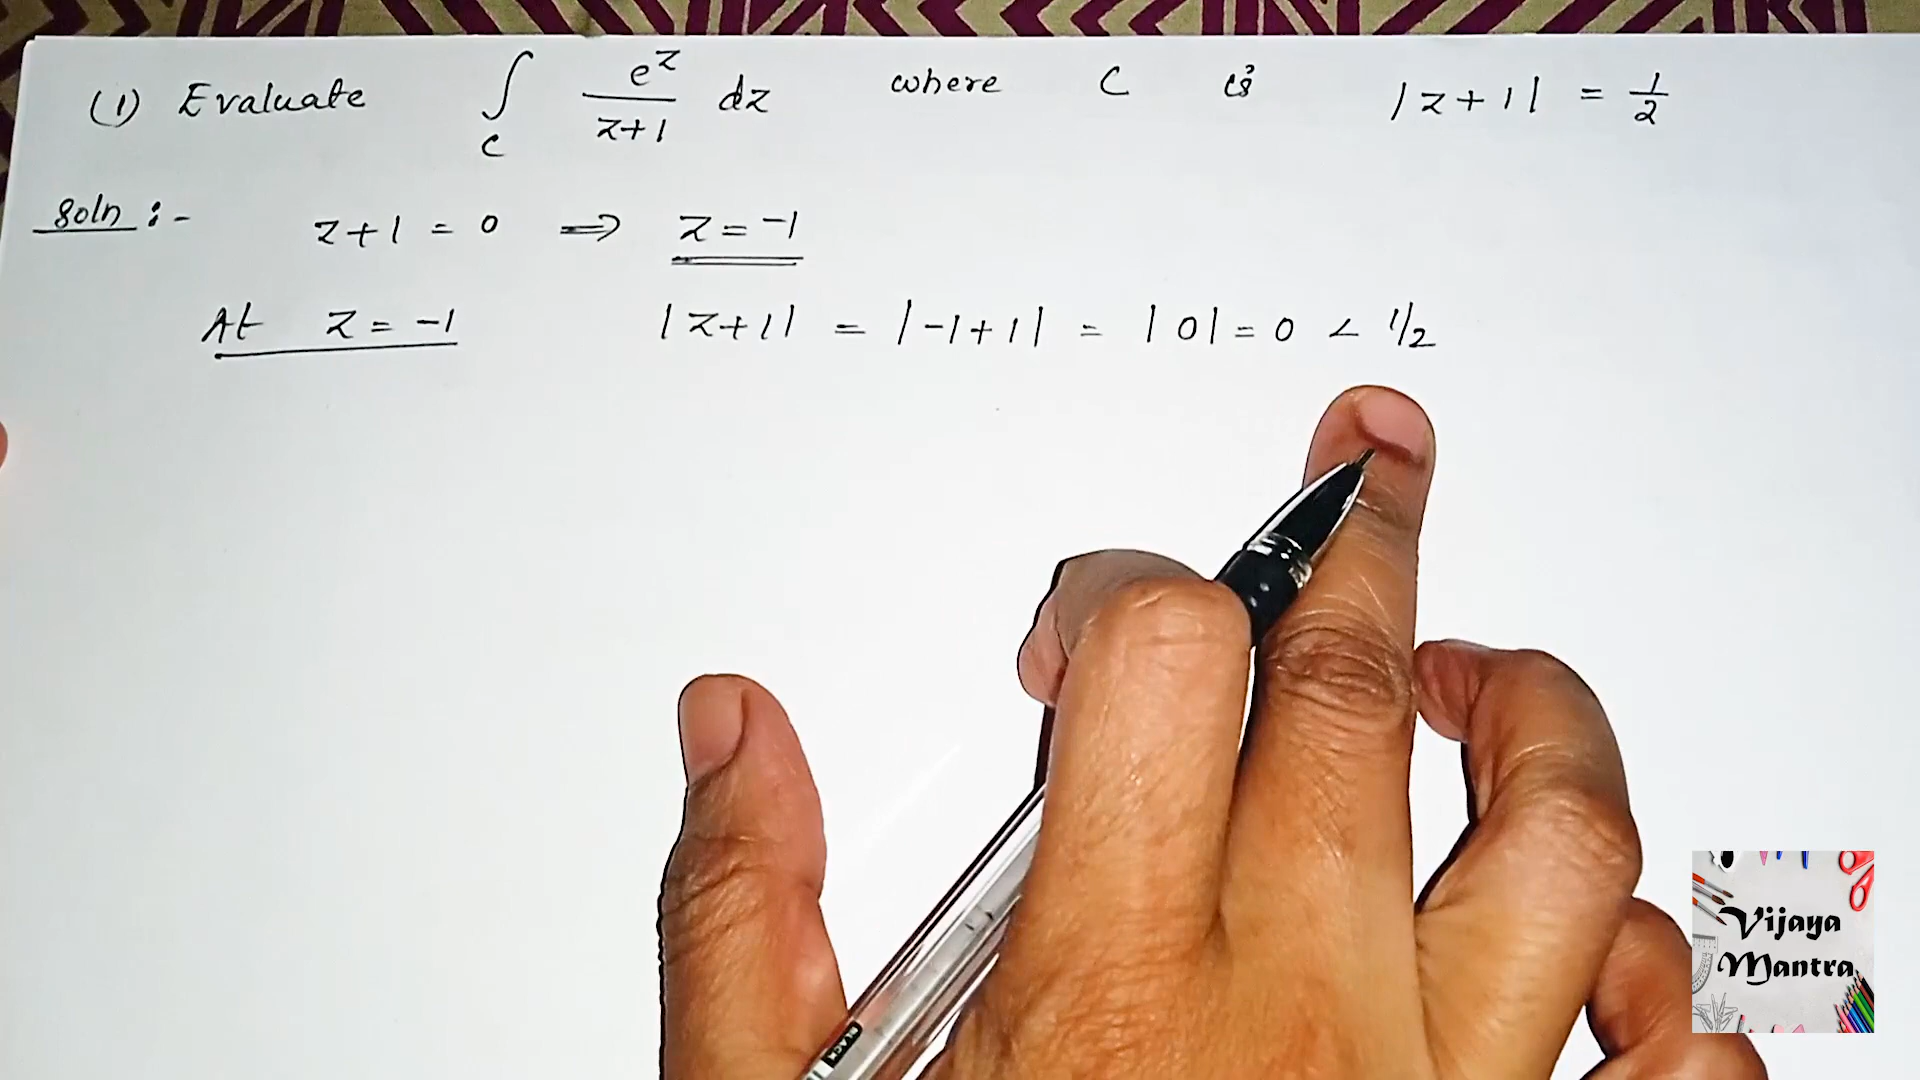 (1) Evaluate ∫_C e^z/(z+1) dz where C is |z+1| = 1/2
Soln :- z+1 = 0 ⇒ z = -1
At z = -1 |z+1| = |-1+1| = |0| = 0 < 1/2
Vijaya
Mantra